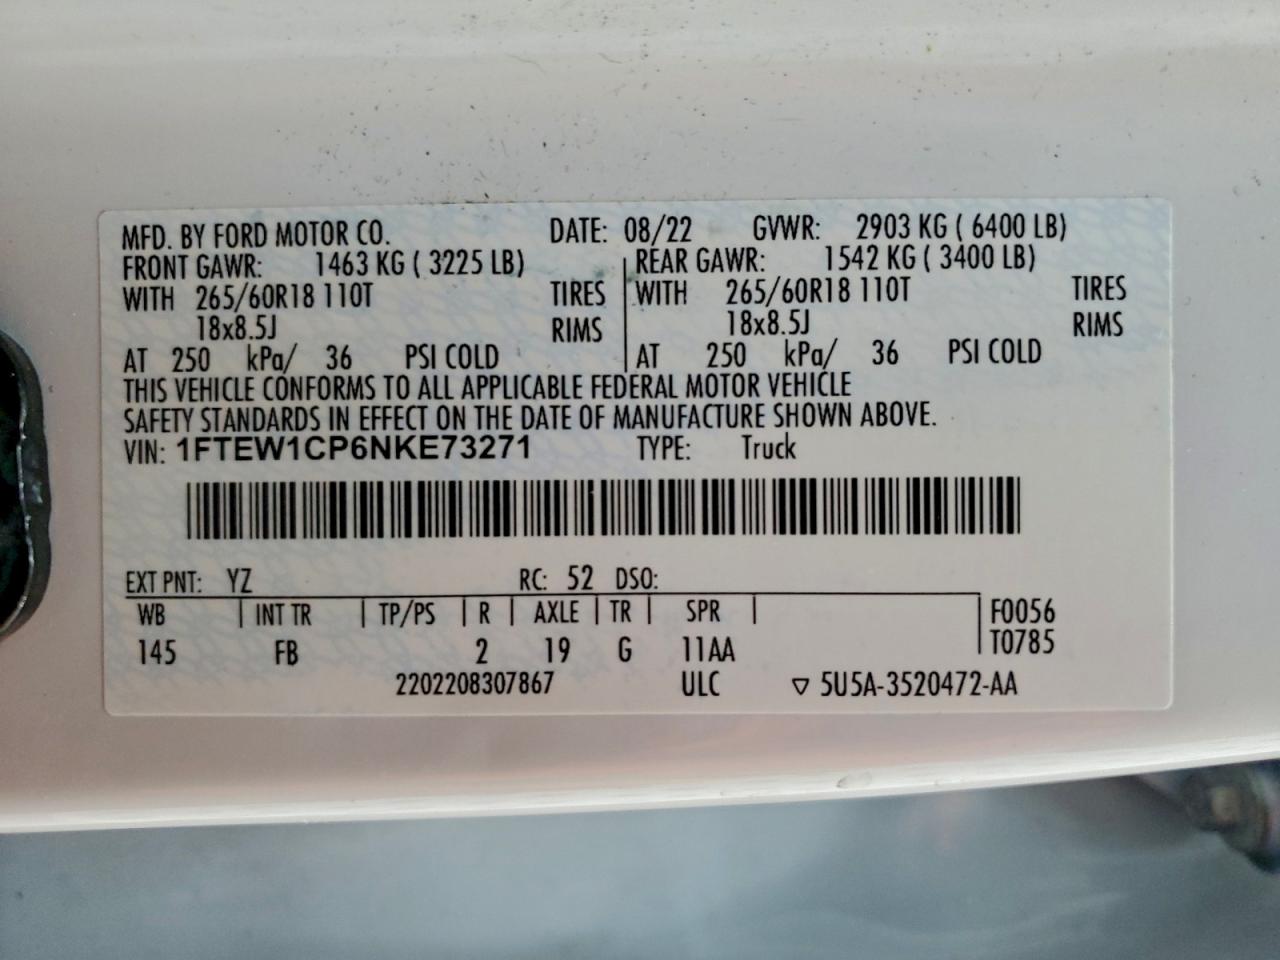 MFD. BY FORD MOTOR CO. DATE: 08/22 GVWR: 2903 KG ( 6400 LB)
FRONT GAWR: 1463 KG ( 3225 LB) REAR GAWR: 1542 KG ( 3400 LB)
WITH 265/60R18 110T TIRES WITH 265/60R18 110T TIRES
18x8.5J RIMS 18x8.5J RIMS
AT 250 kPa/ 36 PSI COLD AT 250 kPa/ 36 PSI COLD
THIS VEHICLE CONFORMS TO ALL APPLICABLE FEDERAL MOTOR VEHICLE
SAFETY STANDARDS IN EFFECT ON THE DATE OF MANUFACTURE SHOWN ABOVE.
VIN: 1FTEW1CP6NKE73271 TYPE: Truck
EXT PNT: YZ RC: 52 DSO:
WB INT TR TP/PS R AXLE TR SPR F0056
T0785
145 FB 2 19 G 11AA
2202208307867 ULC ▽ 5U5A-3520472-AA